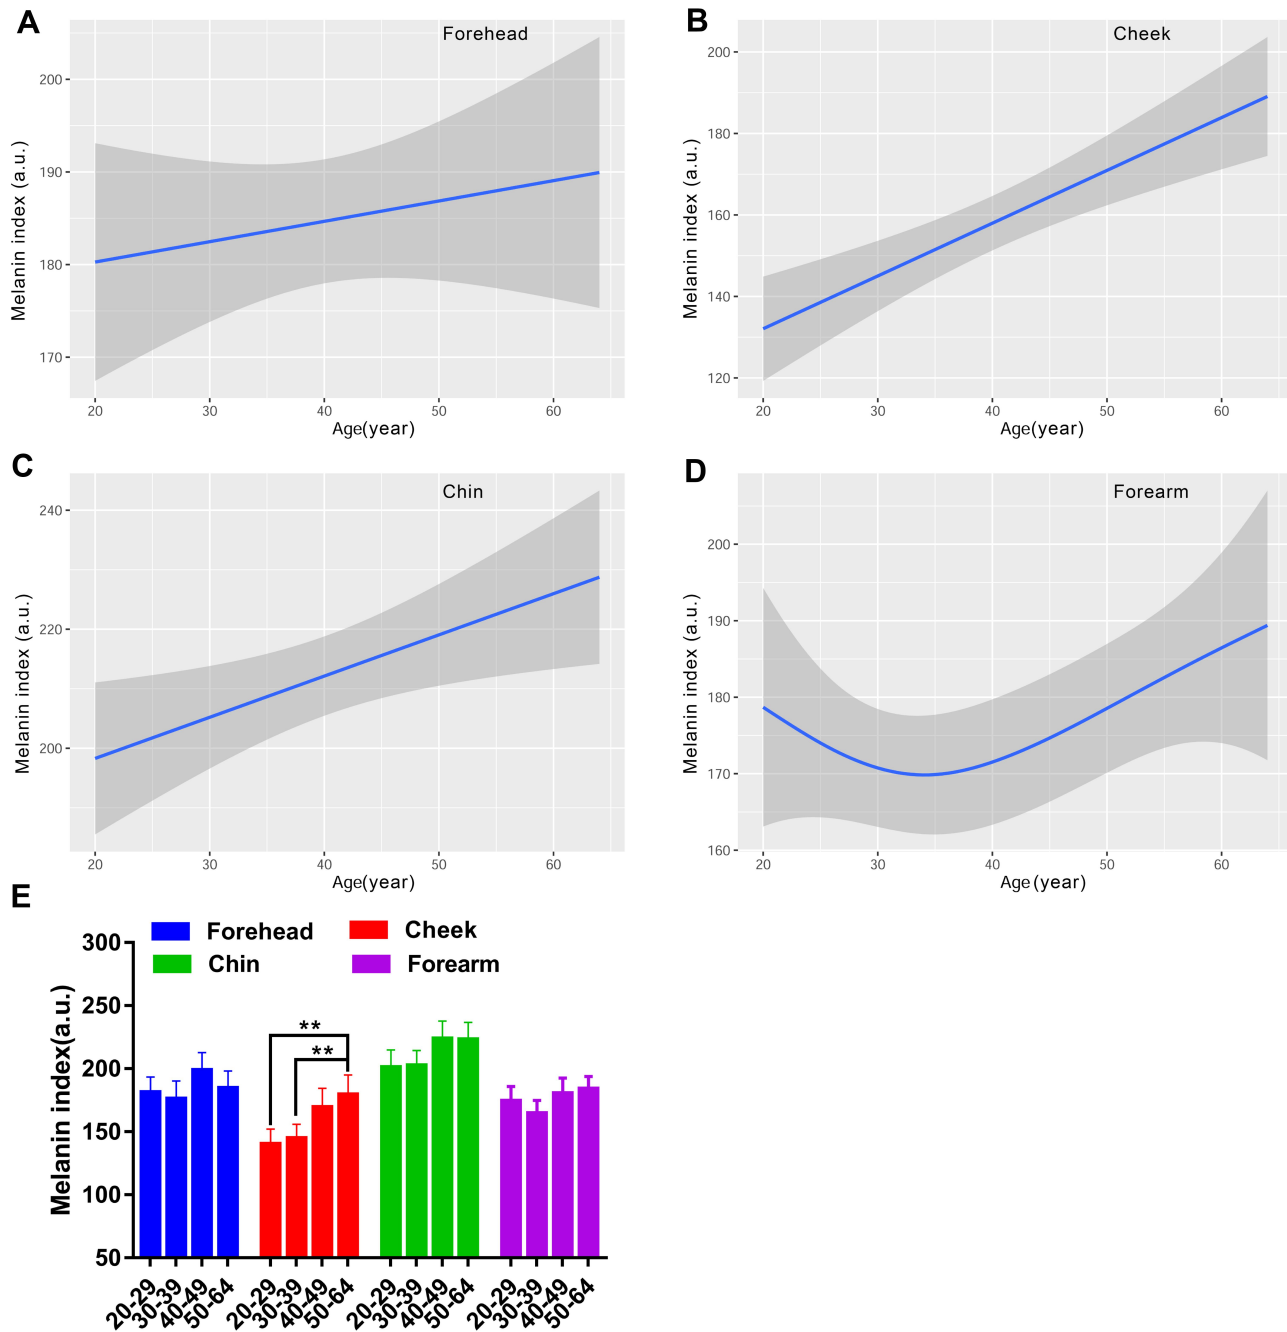 A
Forehead
200
190
180
170
Melanin index (a.u.)
20 30 40 50 60
Age(year)
B
Cheek
200
180
160
140
120
Melanin index (a.u.)
20 30 40 50 60
Age(year)
C
Chin
240
220
200
Melanin index (a.u.)
20 30 40 50 60
Age(year)
D
Forearm
200
190
180
170
160
Melanin index (a.u.)
20 30 40 50 60
Age(year)
E
Forehead Cheek
Chin Forearm
300
250
200
150
100
50
Melanin index(a.u.)
**
**
20-29 30-39 40-49 50-64 20-29 30-39 40-49 50-64 20-29 30-39 40-49 50-64 20-29 30-39 40-49 50-64